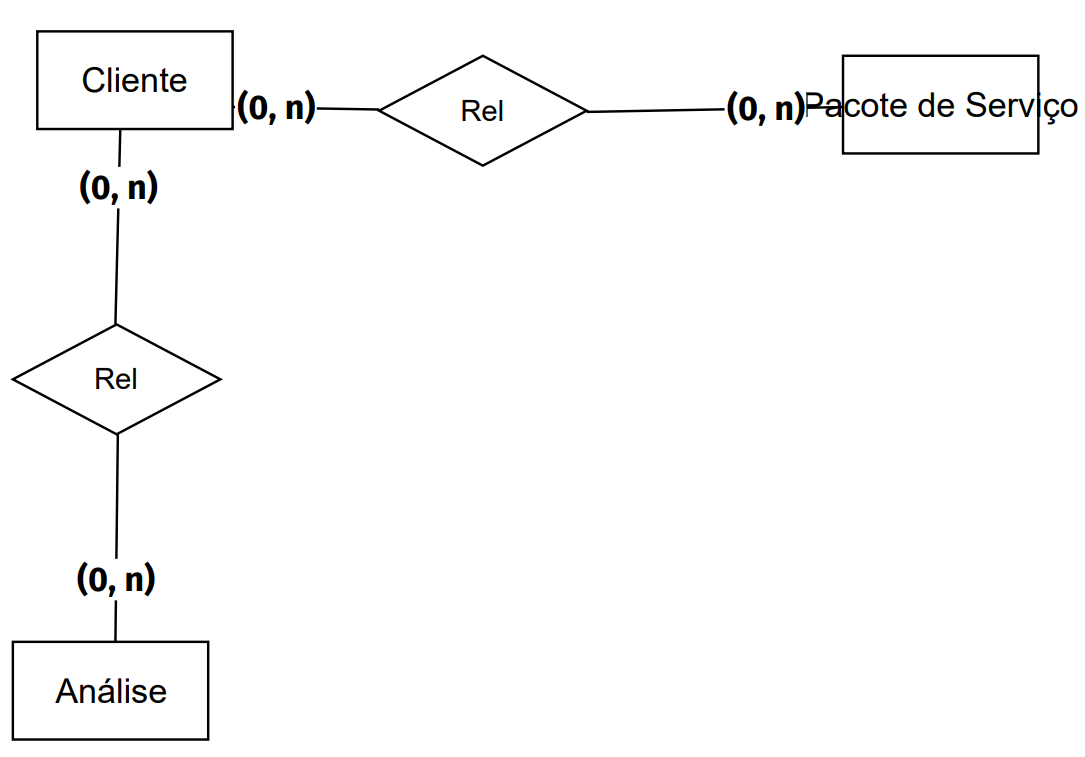 Cliente
(0, n)
Rel
(0, n)
Pacote de Serviço
(0, n)
Rel
(0, n)
Análise